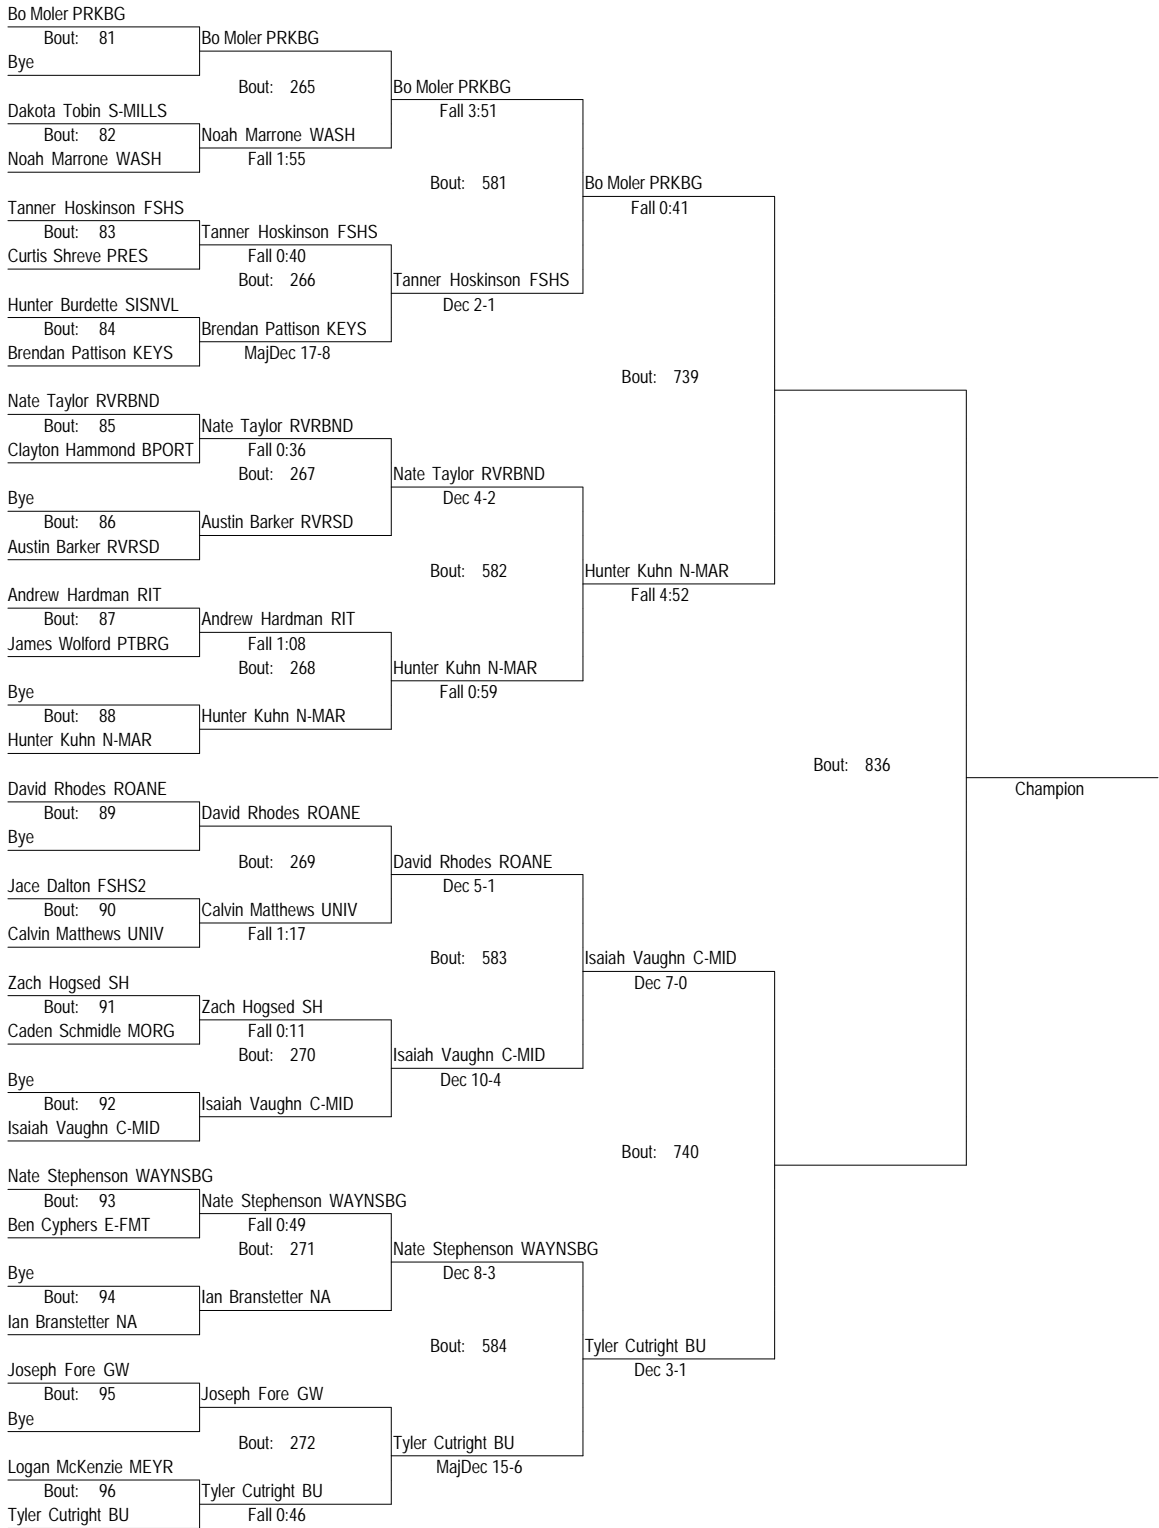 Bo Moler PRKBG
Bout: 81 Bo Moler PRKBG
Bye
Bout: 265 Bo Moler PRKBG
Dakota Tobin S-MILLS Fall 3:51
Bout: 82 Noah Marrone WASH
Noah Marrone WASH Fall 1:55
Bout: 581 Bo Moler PRKBG
Tanner Hoskinson FSHS Fall 0:41
Bout: 83 Tanner Hoskinson FSHS
Curtis Shreve PRES Fall 0:40
Bout: 266 Tanner Hoskinson FSHS
Hunter Burdette SISNVL Dec 2-1
Bout: 84 Brendan Pattison KEYS
Brendan Pattison KEYS MajDec 17-8
Bout: 739
Nate Taylor RVRBND
Bout: 85 Nate Taylor RVRBND
Clayton Hammond BPORT Fall 0:36
Bout: 267 Nate Taylor RVRBND
Bye Dec 4-2
Bout: 86 Austin Barker RVRSD
Austin Barker RVRSD
Bout: 582 Hunter Kuhn N-MAR
Andrew Hardman RIT Fall 4:52
Bout: 87 Andrew Hardman RIT
James Wolford PTBRG Fall 1:08
Bout: 268 Hunter Kuhn N-MAR
Bye Fall 0:59
Bout: 88 Hunter Kuhn N-MAR
Hunter Kuhn N-MAR
Bout: 836
David Rhodes ROANE Champion
Bout: 89 David Rhodes ROANE
Bye
Bout: 269 David Rhodes ROANE
Jace Dalton FSHS2 Dec 5-1
Bout: 90 Calvin Matthews UNIV
Calvin Matthews UNIV Fall 1:17
Bout: 583 Isaiah Vaughn C-MID
Zach Hogsed SH Dec 7-0
Bout: 91 Zach Hogsed SH
Caden Schmidle MORG Fall 0:11
Bout: 270 Isaiah Vaughn C-MID
Bye Dec 10-4
Bout: 92 Isaiah Vaughn C-MID
Isaiah Vaughn C-MID
Bout: 740
Nate Stephenson WAYNSBG
Bout: 93 Nate Stephenson WAYNSBG
Ben Cyphers E-FMT Fall 0:49
Bout: 271 Nate Stephenson WAYNSBG
Bye Dec 8-3
Bout: 94 Ian Branstetter NA
Ian Branstetter NA
Bout: 584 Tyler Cutright BU
Joseph Fore GW Dec 3-1
Bout: 95 Joseph Fore GW
Bye
Bout: 272 Tyler Cutright BU
Logan McKenzie MEYR MajDec 15-6
Bout: 96 Tyler Cutright BU
Tyler Cutright BU Fall 0:46